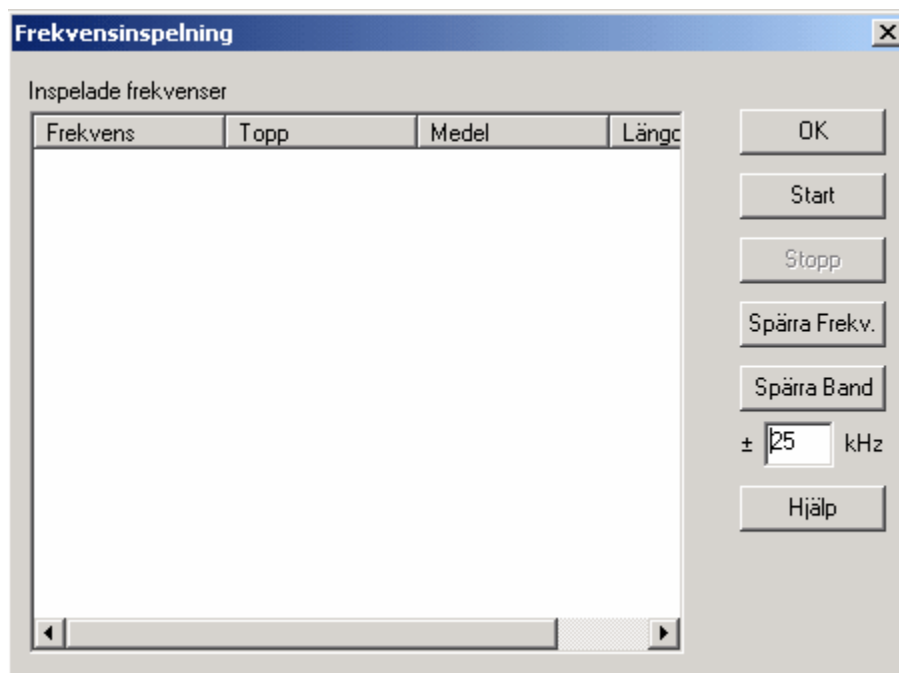 Frekvensinspelning
Inspelade frekvenser
Frekvens Topp Medel
OK
Start
Stopp
Spärra Frekv.
Spärra Band
± 25 kHz
Hjälp